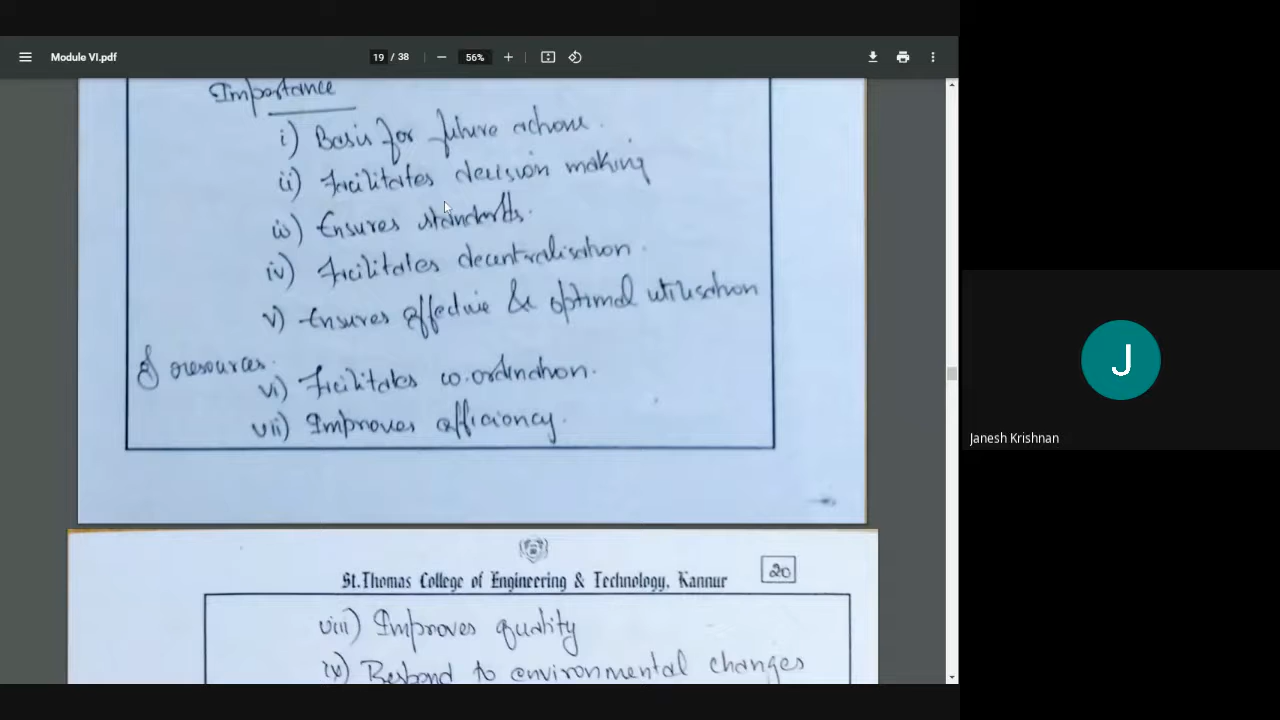 Module VI.pdf
19 / 38
56%
Importance
i) Basis for future actions.
ii) Facilitates decision making
iii) Ensures standards.
iv) Facilitates decentralisation.
v) Ensures effective & optimal utilisation
of resources.
vi) Facilitates co.ordination.
vii) Improves efficiency.
St.Thomas College of Engineering & Technology, Kannur
20
viii) Improves quality
ix) Respond to environmental changes
J
Janesh Krishnan